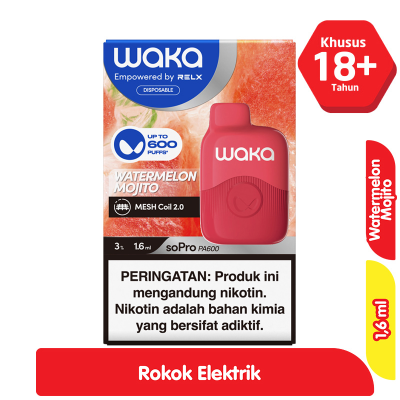 waka
Empowered by RELX
DISPOSABLE
Khusus
18+
Tahun
UP TO
600
PUFFS*
WATERMELON
MOJITO
MESH Coil 2.0
waka
3% 1.6ml soPro PA600
PERINGATAN: Produk ini
mengandung nikotin.
Nikotin adalah bahan kimia
yang bersifat adiktif.
Watermelon
Mojito
1,6 ml
Rokok Elektrik